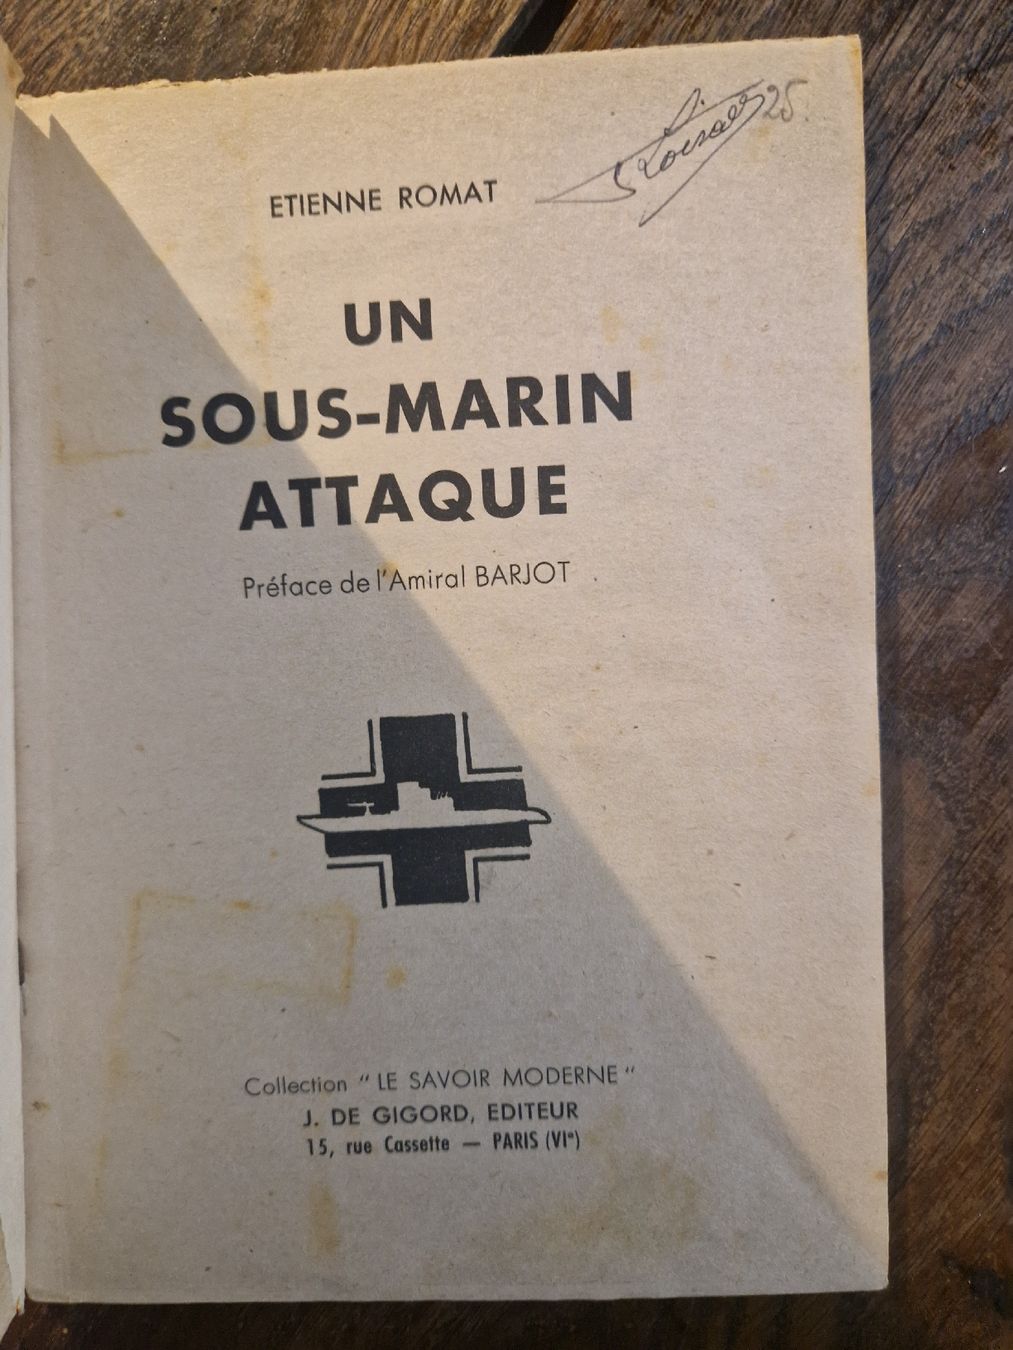 25.
ETIENNE ROMAT
UN
SOUS-MARIN
ATTAQUE
Préface de l'Amiral BARJOT
Collection "LE SAVOIR MODERNE"
J. DE GIGORD, EDITEUR
15, rue Cassette — PARIS (VIe)